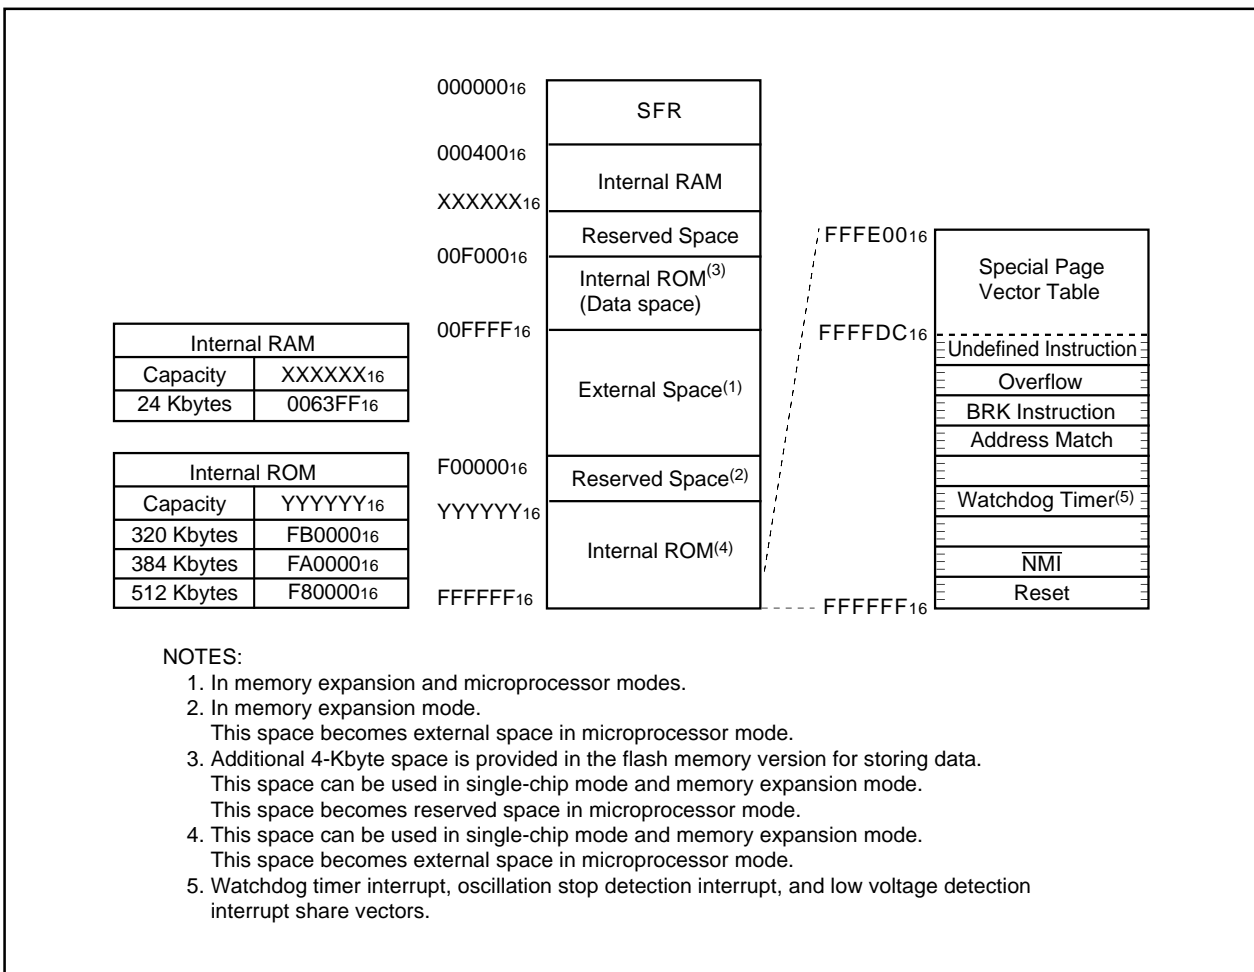 00000016
SFR
00040016
Internal RAM
XXXXXX16
Reserved Space
00F00016
Internal ROM(3)
(Data space)
00FFFF16
External Space(1)
F0000016
Reserved Space(2)
YYYYYY16
Internal ROM(4)
FFFFFF16
Internal RAM
Capacity XXXXXX16
24 Kbytes 0063FF16
Internal ROM
Capacity YYYYYY16
320 Kbytes FB000016
384 Kbytes FA000016
512 Kbytes F8000016
FFFE0016
Special Page
Vector Table
FFFFDC16
Undefined Instruction
Overflow
BRK Instruction
Address Match
Watchdog Timer(5)
NMI
Reset
FFFFFF16
NOTES:
1. In memory expansion and microprocessor modes.
2. In memory expansion mode.
This space becomes external space in microprocessor mode.
3. Additional 4-Kbyte space is provided in the flash memory version for storing data.
This space can be used in single-chip mode and memory expansion mode.
This space becomes reserved space in microprocessor mode.
4. This space can be used in single-chip mode and memory expansion mode.
This space becomes external space in microprocessor mode.
5. Watchdog timer interrupt, oscillation stop detection interrupt, and low voltage detection
interrupt share vectors.